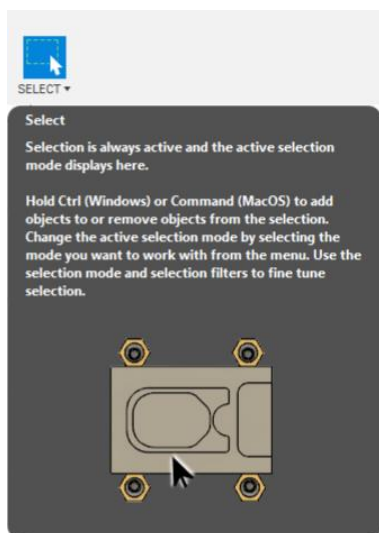 SELECT ▾
Select
Selection is always active and the active selection
mode displays here.
Hold Ctrl (Windows) or Command (MacOS) to add
objects to or remove objects from the selection.
Change the active selection mode by selecting the
mode you want to work with from the menu. Use the
selection mode and selection filters to fine tune
selection.